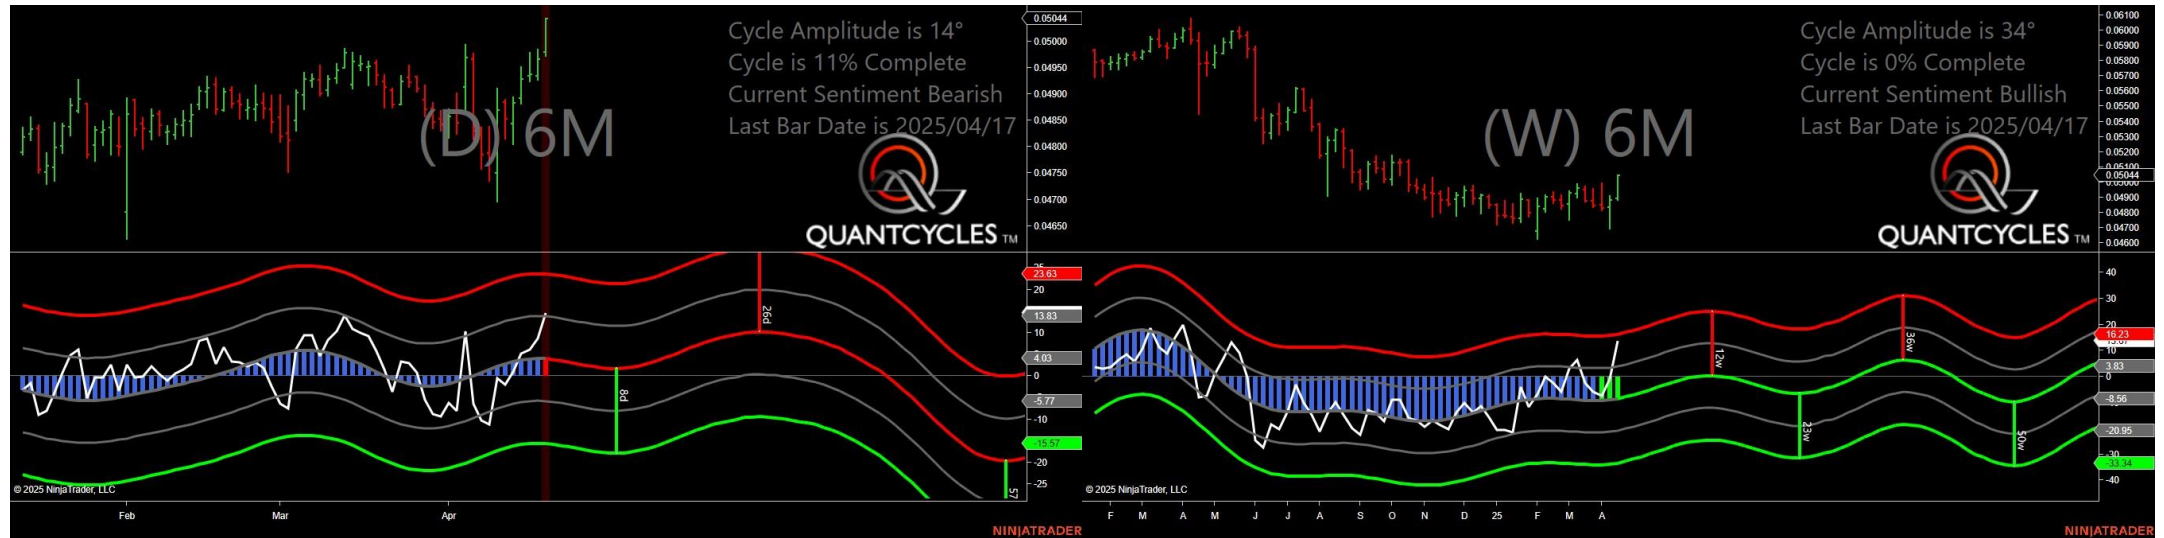 Cycle Amplitude is 14°
Cycle is 11% Complete
Current Sentiment Bearish
Last Bar Date is 2025/04/17
(D) 6M
QUANTCYCLES TM
0.05044
0.05000
0.04950
0.04900
0.04850
0.04800
0.04750
0.04700
0.04650
25
23.63
20
13.83
10
4.03
0
-5.77
-10
-15.57
-20
-25
26d
8d
57
© 2025 NinjaTrader, LLC
Feb Mar Apr
NINJATRADER
Cycle Amplitude is 34°
Cycle is 0% Complete
Current Sentiment Bullish
Last Bar Date is 2025/04/17
(W) 6M
QUANTCYCLES TM
0.06100
0.06000
0.05900
0.05800
0.05700
0.05600
0.05500
0.05400
0.05300
0.05200
0.05100
0.05044
0.05000
0.04900
0.04800
0.04700
0.04600
40
30
20
16.23
10
3.83
0
-8.56
-20.95
-30
-33.34
-40
12w
23w
36w
50w
© 2025 NinjaTrader, LLC
F M A M J J A S O N D 25 F M A
NINJATRADER